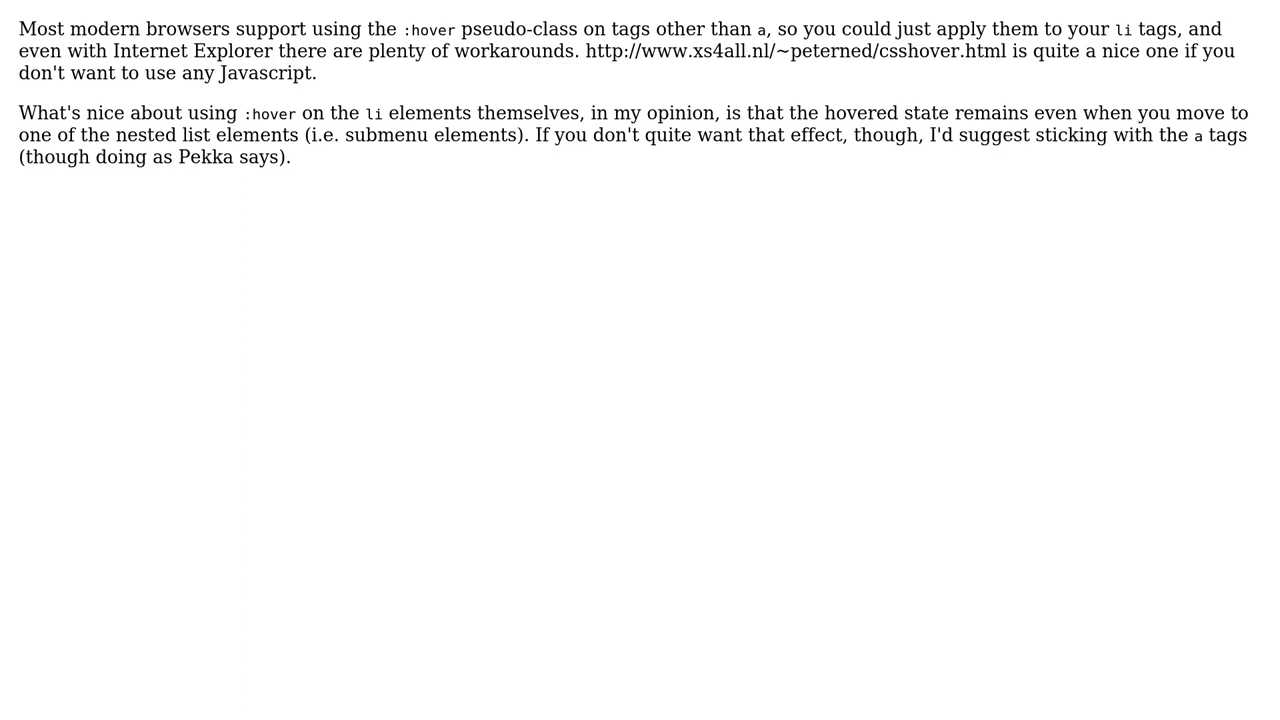 Most modern browsers support using the :hover pseudo-class on tags other than a, so you could just apply them to your li tags, and
even with Internet Explorer there are plenty of workarounds. http://www.xs4all.nl/~peterned/csshover.html is quite a nice one if you
don't want to use any Javascript.
What's nice about using :hover on the li elements themselves, in my opinion, is that the hovered state remains even when you move to
one of the nested list elements (i.e. submenu elements). If you don't quite want that effect, though, I'd suggest sticking with the a tags
(though doing as Pekka says).